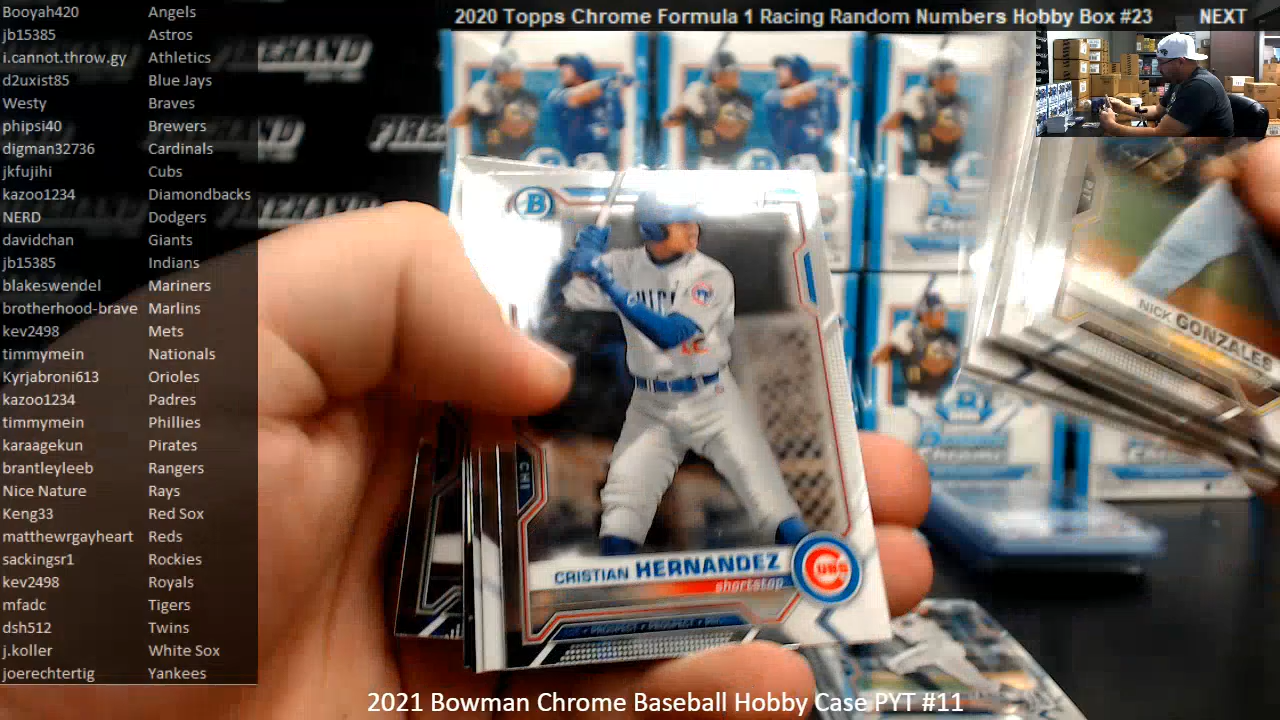 2020 Topps Chrome Formula 1 Racing Random Numbers Hobby Box #23 NEXT
Booyah420 Angels
jb15385 Astros
i.cannot.throw.gy Athletics
d2uxist85 Blue Jays
Westy Braves
phipsi40 Brewers
digman32736 Cardinals
jkfujihi Cubs
kazoo1234 Diamondbacks
NERD Dodgers
davidchan Giants
jb15385 Indians
blakeswendel Mariners
brotherhood-brave Marlins
kev2498 Mets
timmymein Nationals
Kyrjabroni613 Orioles
kazoo1234 Padres
timmymein Phillies
karaagekun Pirates
brantleyleeb Rangers
Nice Nature Rays
Keng33 Red Sox
matthewrgayheart Reds
sackingsr1 Rockies
kev2498 Royals
mfadc Tigers
dsh512 Twins
j.koller White Sox
joerechtertig Yankees
B
CHI
CRISTIAN HERNANDEZ
shortstop
CUBS
PROSPECT
NICK GONZALES
2021 Bowman Chrome Baseball Hobby Case PYT #11